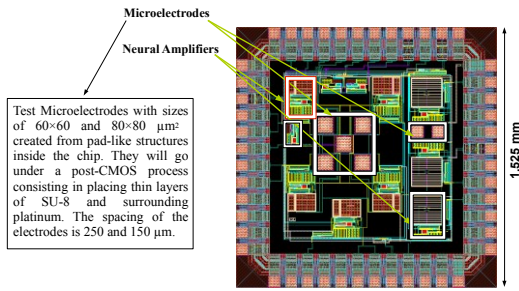 Microelectrodes
Neural Amplifiers
Test Microelectrodes with sizes
of 60×60 and 80×80 μm²
created from pad-like structures
inside the chip. They will go
under a post-CMOS process
consisting in placing thin layers
of SU-8 and surrounding
platinum. The spacing of the
electrodes is 250 and 150 μm.
1.525 mm